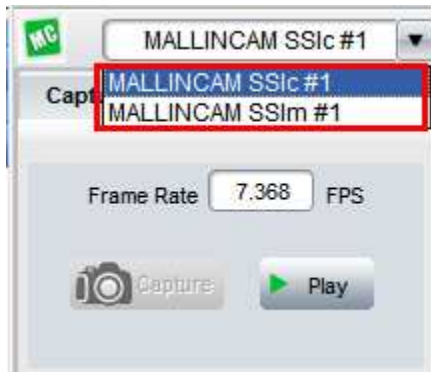 MC
MALLINCAM SSIc #1
MALLINCAM SSIc #1
Capt
MALLINCAM SSIm #1
Frame Rate 7.368 FPS
Capture Play